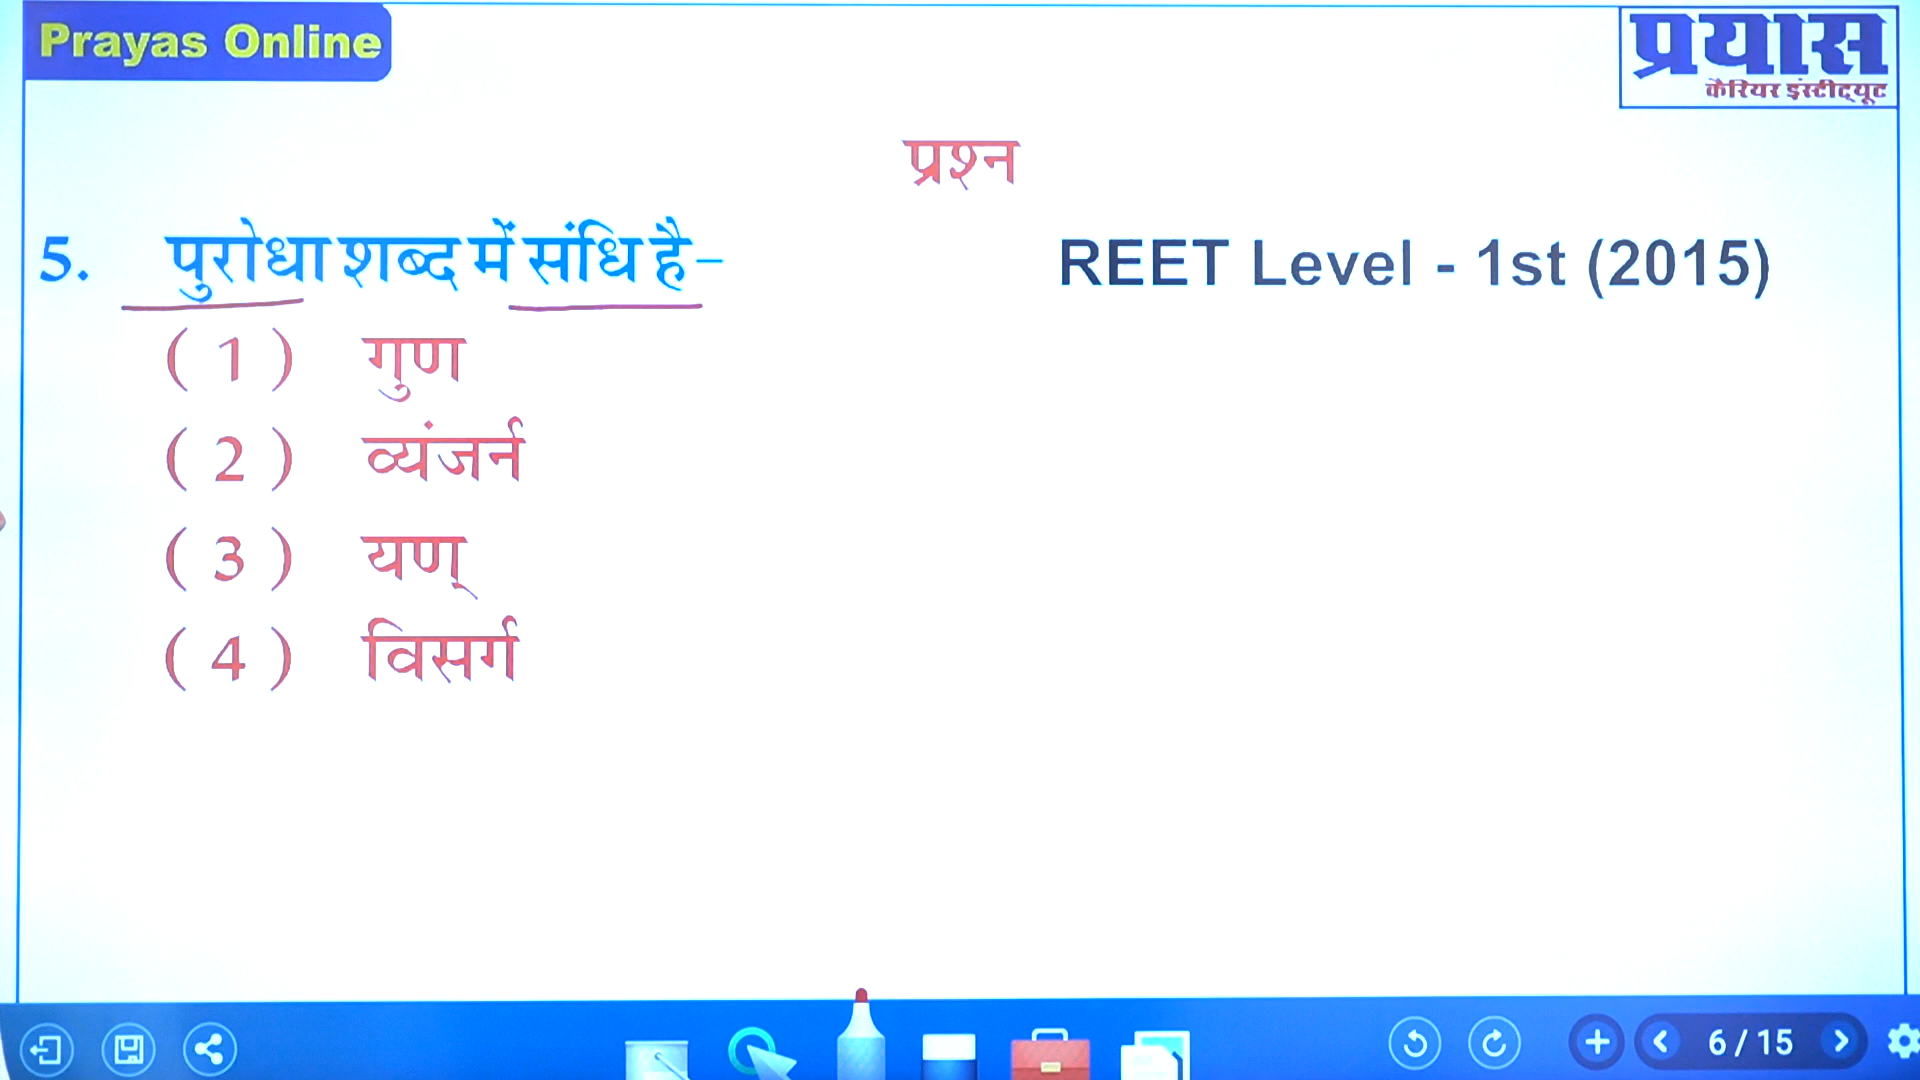 Prayas Online
प्रयास
कैरियर इंस्टीट्यूट
प्रश्न
5. पुरोधा शब्द में संधि है– REET Level - 1st (2015)
(1) गुण
(2) व्यंजर्न
(3) यण्
(4) विसर्ग
6 / 15